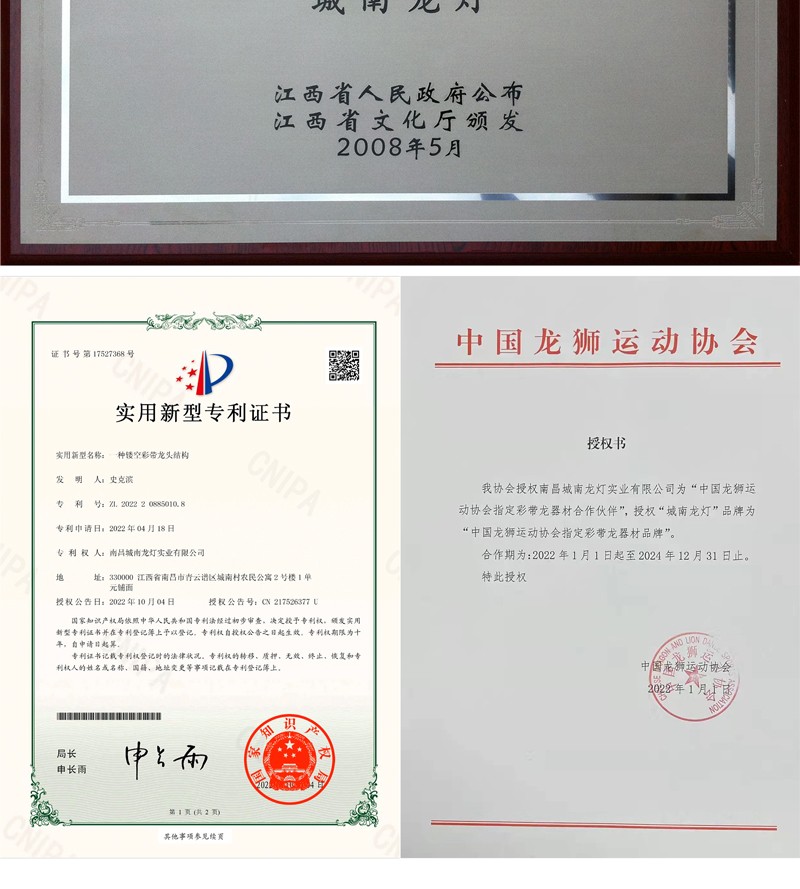 城南龙灯
江西省人民政府公布
江西省文化厅颁发
2008年5月
证书号第17527368号
实用新型专利证书
实用新型名称：一种镂空彩带龙头结构
发明人：史克滨
专利号：ZL 2022 2 0885010.8
专利申请日：2022年04月18日
专利权人：南昌城南龙灯实业有限公司
地址：330000 江西省南昌市青云谱区城南村农民公寓2号楼1单
元铺面
授权公告日：2022年10月04日 授权公告号：CN 217526377 U
国家知识产权局依照中华人民共和国专利法经过初步审查，决定授予专利权，颁发实
用新型专利证书并在专利登记簿上予以登记。专利权自授权公告之日起生效。专利权期限为十
年，自申请日起算。
专利证书记载专利权登记时的法律状况。专利权的转移、质押、无效、终止、恢复和专
利权人的姓名或名称、国籍、地址变更等事项记载在专利登记簿上。
局长
申长雨
申长雨
国家知识产权局
第 1 页 (共 2 页)
其他事项参见续页
CNIPA
中国龙狮运动协会
授权书
我协会授权南昌城南龙灯实业有限公司为“中国龙狮运
动协会指定彩带龙器材合作伙伴”，授权“城南龙灯”品牌为
“中国龙狮运动协会指定彩带龙器材品牌”。
合作期为:2022年1月1日起至2024年12月31日止。
特此授权
中国龙狮运动协会
2022年1月1日